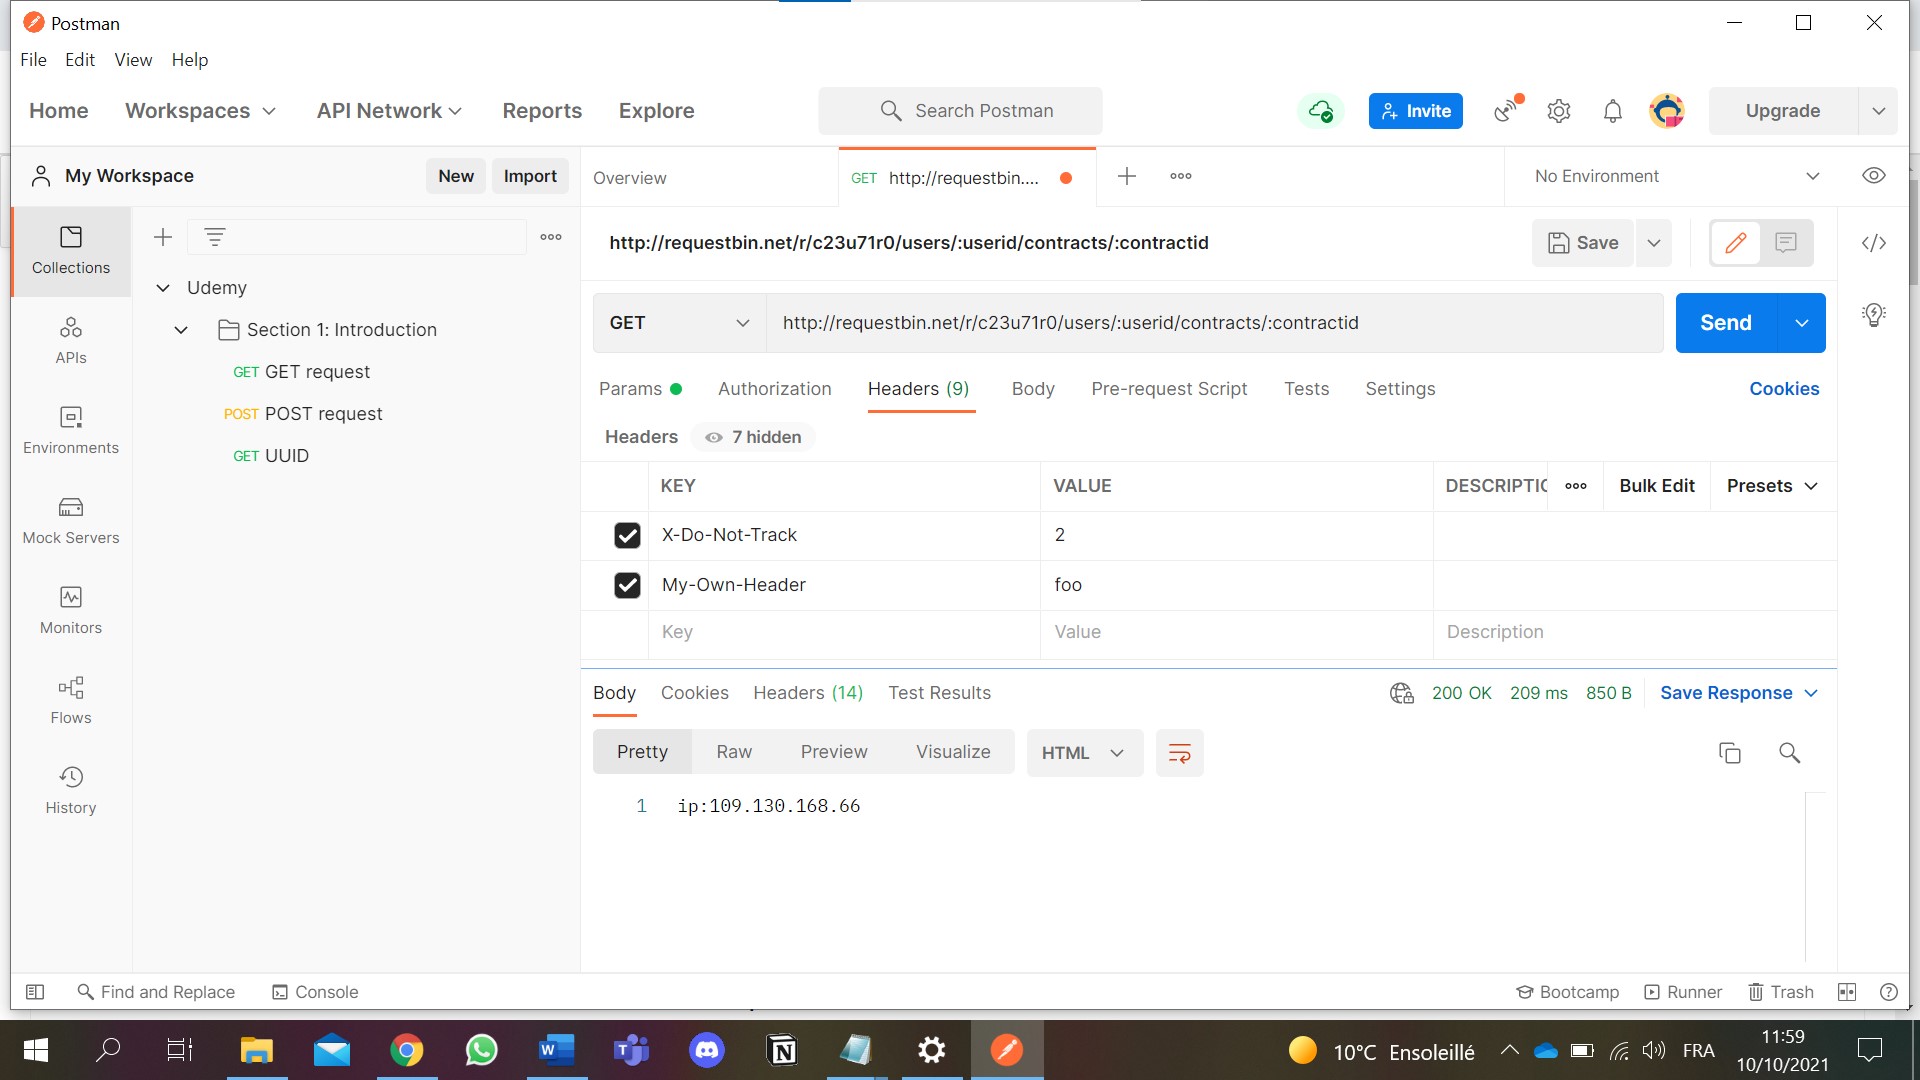 Postman
File Edit View Help
Home Workspaces API Network Reports Explore Search Postman Invite Upgrade
My Workspace New Import Overview GET http://requestbin.... No Environment
Collections
APIs
Environments
Mock Servers
Monitors
Flows
History
Udemy
Section 1: Introduction
GET GET request
POST POST request
GET UUID
http://requestbin.net/r/c23u71r0/users/:userid/contracts/:contractid Save
GET http://requestbin.net/r/c23u71r0/users/:userid/contracts/:contractid Send
Params Authorization Headers (9) Body Pre-request Script Tests Settings Cookies
Headers 7 hidden
KEY VALUE DESCRIPTIC Bulk Edit Presets
X-Do-Not-Track 2
My-Own-Header foo
Key Value Description
Body Cookies Headers (14) Test Results 200 OK 209 ms 850 B Save Response
Pretty Raw Preview Visualize HTML
1 ip:109.130.168.66
Find and Replace Console Bootcamp Runner Trash
10°C Ensoleillé FRA 11:59
10/10/2021